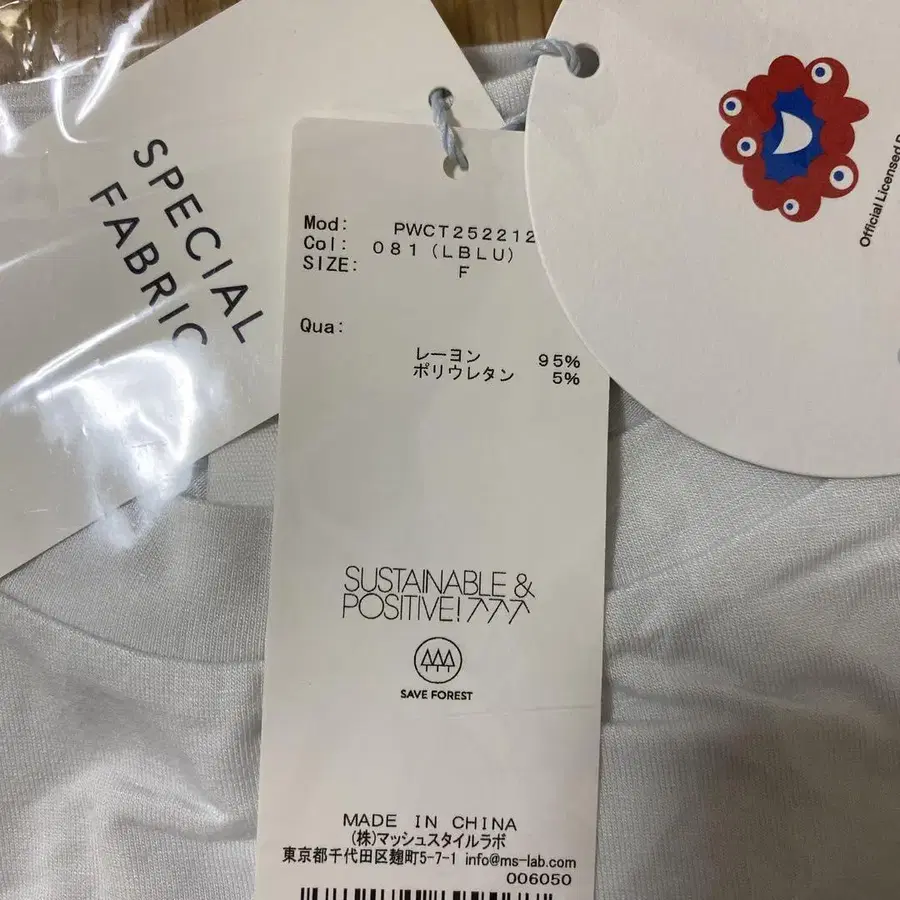 SPECIAL
FABRIC
Mod: PWCT252212
Col: 081(LBLU)
SIZE: F
Qua:
レーヨン 95%
ポリウレタン 5%
SUSTAINABLE &
POSITIVE!↗↗↗
SAVE FOREST
MADE IN CHINA
(株)マッシュスタイルラボ
東京都千代田区麹町5-7-1 info@ms-lab.com
006050
Official Licensed